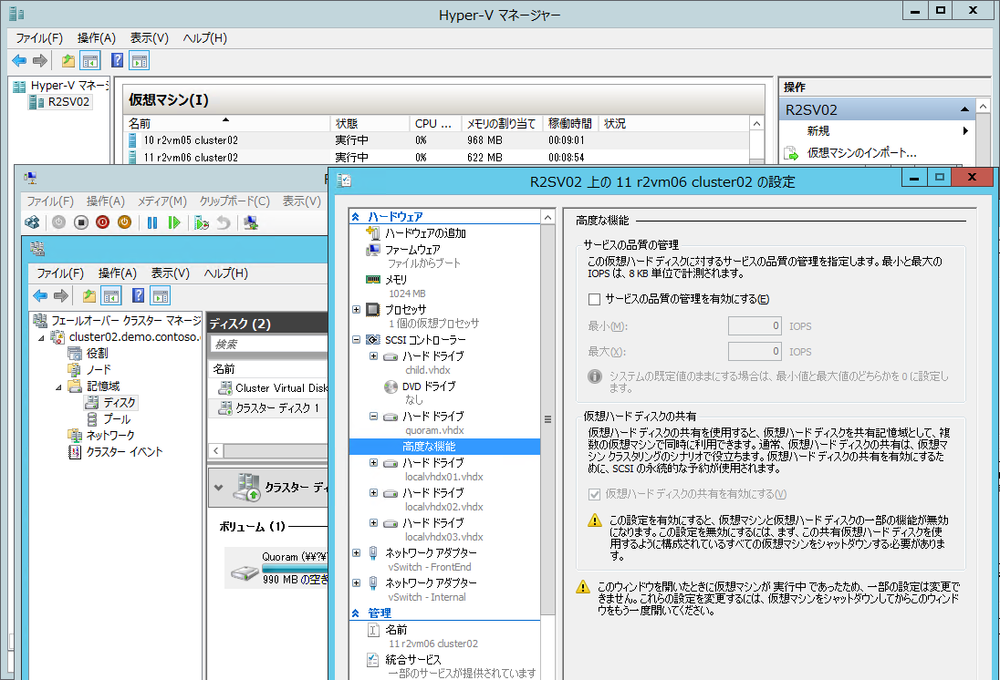 Hyper-V マネージャー
ファイル(F) 操作(A) 表示(V) ヘルプ(H)
Hyper-V マネー
R2SV02
仮想マシン(I)
名前 状態 CPU ... メモリの割り当て 稼働時間 状況
10 r2vm05 cluster02 実行中 0% 968 MB 00:09:01
11 r2vm06 cluster02 実行中 0% 622 MB 00:08:54
操作
R2SV02
新規
仮想マシンのインポート...
ファイル(F) 操作(A) メディア(M) クリップボード(C) 表示(V)
ファイル(F) 操作(A) 表示(V) ヘルプ(H)
フェールオーバー クラスター マネージ
cluster02.demo.contoso.
役割
ノード
記憶域
ディスク
プール
ネットワーク
クラスター イベント
ディスク (2)
検索
名前
Cluster Virtual Disk
クラスター ディスク 1
クラスター ディ
ボリューム (1)
Quoram (\\?\
990 MB の空き
R2SV02 上の 11 r2vm06 cluster02 の設定
ハードウェア
ハードウェアの追加
ファームウェア
ファイルからブート
メモリ
1024 MB
プロセッサ
1 個の仮想プロセッサ
SCSI コントローラー
ハード ドライブ
child.vhdx
DVD ドライブ
なし
ハード ドライブ
quoram.vhdx
高度な機能
ハード ドライブ
localvhdx01.vhdx
ハード ドライブ
localvhdx02.vhdx
ハード ドライブ
localvhdx03.vhdx
ネットワーク アダプター
vSwitch - FrontEnd
ネットワーク アダプター
vSwitch - Internal
管理
名前
11 r2vm06 cluster02
統合サービス
一部のサービスが提供されています
高度な機能
サービスの品質の管理
この仮想ハード ディスクに対するサービスの品質の管理を指定します。最小と最大の
IOPS は、8 KB 単位で計測されます。
サービスの品質の管理を有効にする(E)
最小(M): 0 IOPS
最大(X): 0 IOPS
システムの既定値のままにする場合は、最小値と最大値のどちらかを 0 に設定し
ます。
仮想ハード ディスクの共有
仮想ハード ディスクの共有を使用すると、仮想ハード ディスクを共有記憶域として、複
数の仮想マシンで同時に利用できます。通常、仮想ハード ディスクの共有は、仮想マ
シン クラスタリングのシナリオで役立ちます。仮想ハード ディスクの共有を有効にするた
めに、SCSI の永続的な予約が使用されます。
仮想ハード ディスクの共有を有効にする(V)
この設定を有効にすると、仮想マシンと仮想ハード ディスクの一部の機能が無効
になります。この設定を無効にするには、まず、この共有仮想ハード ディスクを使
用するように構成されているすべての仮想マシンをシャットダウンする必要がありま
す。
このウィンドウを開いたときに仮想マシンが 実行中 であったため、一部の設定は変更で
きません。これらの設定を変更するには、仮想マシンをシャットダウンしてからこのウィンド
ウをもう一度開いてください。